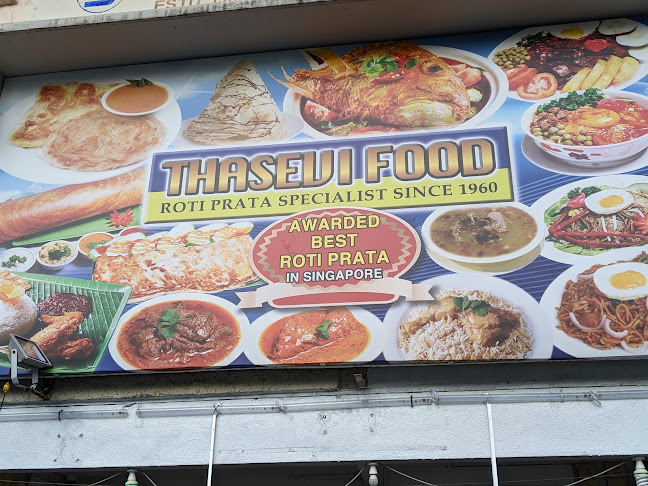 THASEVI FOOD
ROTI PRATA SPECIALIST SINCE 1960
AWARDED
BEST
ROTI PRATA
IN SINGAPORE